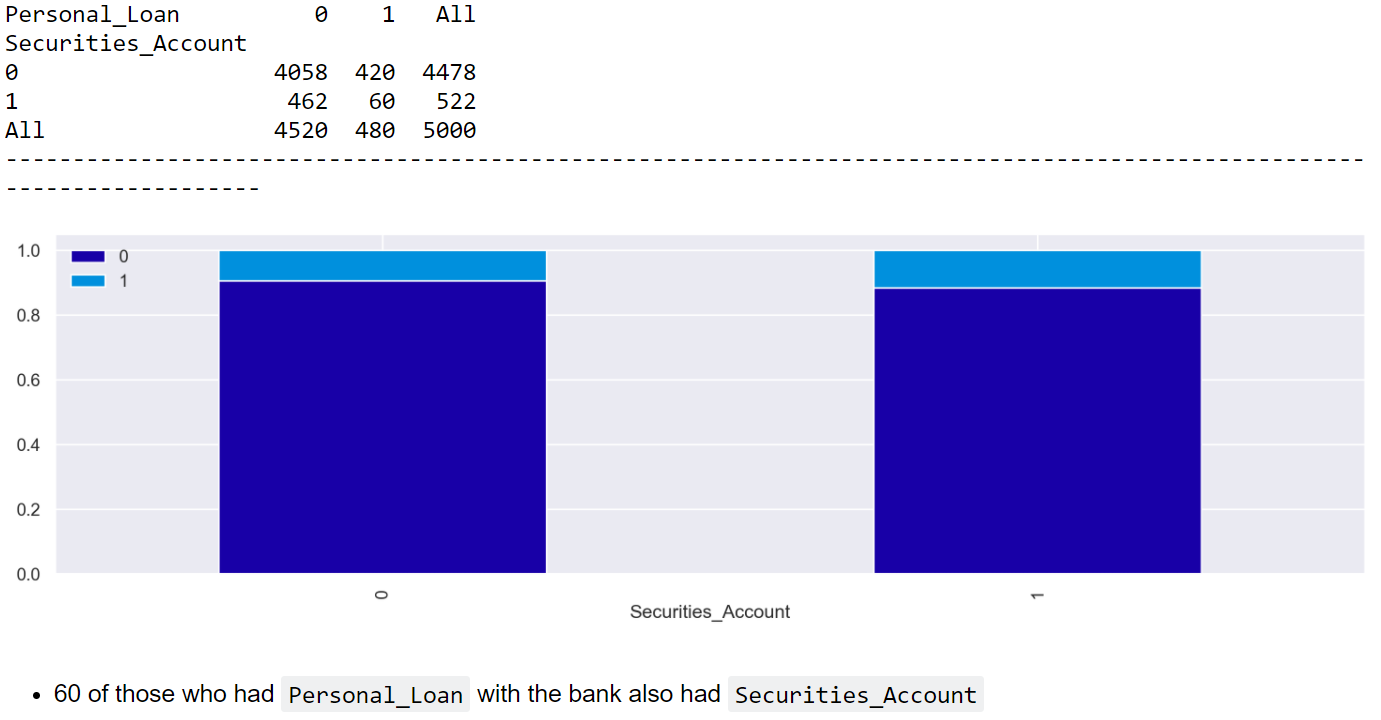 Personal_Loan 0 1 All
Securities_Account
0 4058 420 4478
1 462 60 522
All 4520 480 5000
-----------------------------------------------------------------------------------------------------
-------------------
1.0
0
1
0.8
0.6
0.4
0.2
0.0
0
1
Securities_Account
• 60 of those who had Personal_Loan with the bank also had Securities_Account